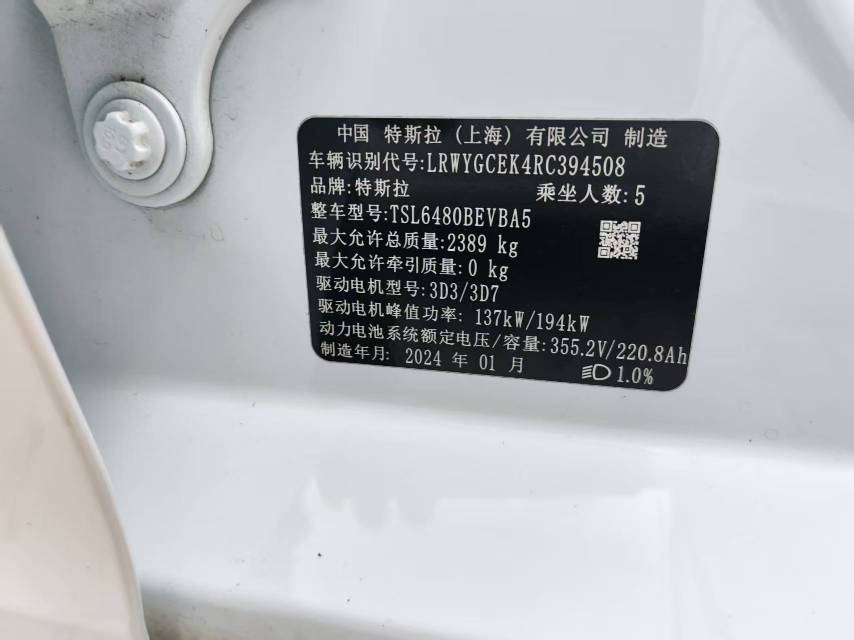 中国 特斯拉（上海）有限公司 制造
车辆识别代号:LRWYGCEK4RC394508
品牌:特斯拉 乘坐人数:5
整车型号:TSL6480BEVBA5
最大允许总质量:2389 kg
最大允许牵引质量:0 kg
驱动电机型号:3D3/3D7
驱动电机峰值功率: 137kW/194kW
动力电池系统额定电压/容量:355.2V/220.8Ah
制造年月: 2024 年 01 月
1.0%